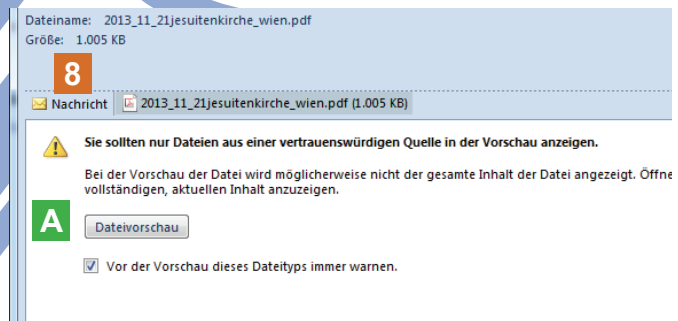 Dateiname: 2013_11_21jesuitenkirche_wien.pdf
Größe: 1.005 KB
8
Nachricht 2013_11_21jesuitenkirche_wien.pdf (1.005 KB)
Sie sollten nur Dateien aus einer vertrauenswürdigen Quelle in der Vorschau anzeigen.
Bei der Vorschau der Datei wird möglicherweise nicht der gesamte Inhalt der Datei angezeigt. Öffne
vollständigen, aktuellen Inhalt anzuzeigen.
A Dateivorschau
Vor der Vorschau dieses Dateityps immer warnen.